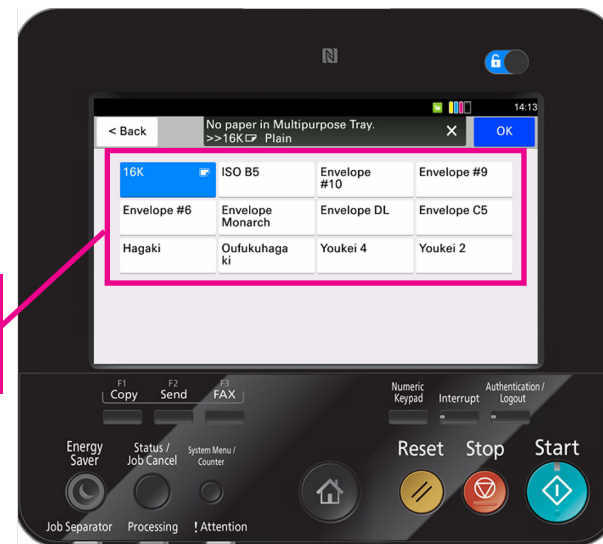 14:13
< Back
No paper in Multipurpose Tray.
>>16K Plain
X
OK
16K
ISO B5
Envelope
#10
Envelope #9
Envelope #6
Envelope
Monarch
Envelope DL
Envelope C5
Hagaki
Oufukuhaga
ki
Youkei 4
Youkei 2
F1
Copy
F2
Send
F3
FAX
Numeric
Keypad
Interrupt
Authentication /
Logout
Energy
Saver
Status /
Job Cancel
System Menu /
Counter
Reset
Stop
Start
Job Separator
Processing
! Attention